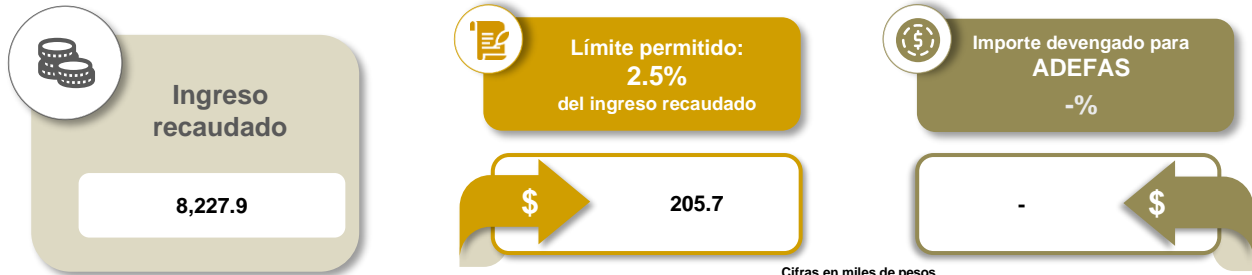 Ingreso
recaudado
8,227.9
Límite permitido:
2.5%
del ingreso recaudado
$
205.7
Importe devengado para
ADEFAS
-%
-
$
Cifras en miles de pesos